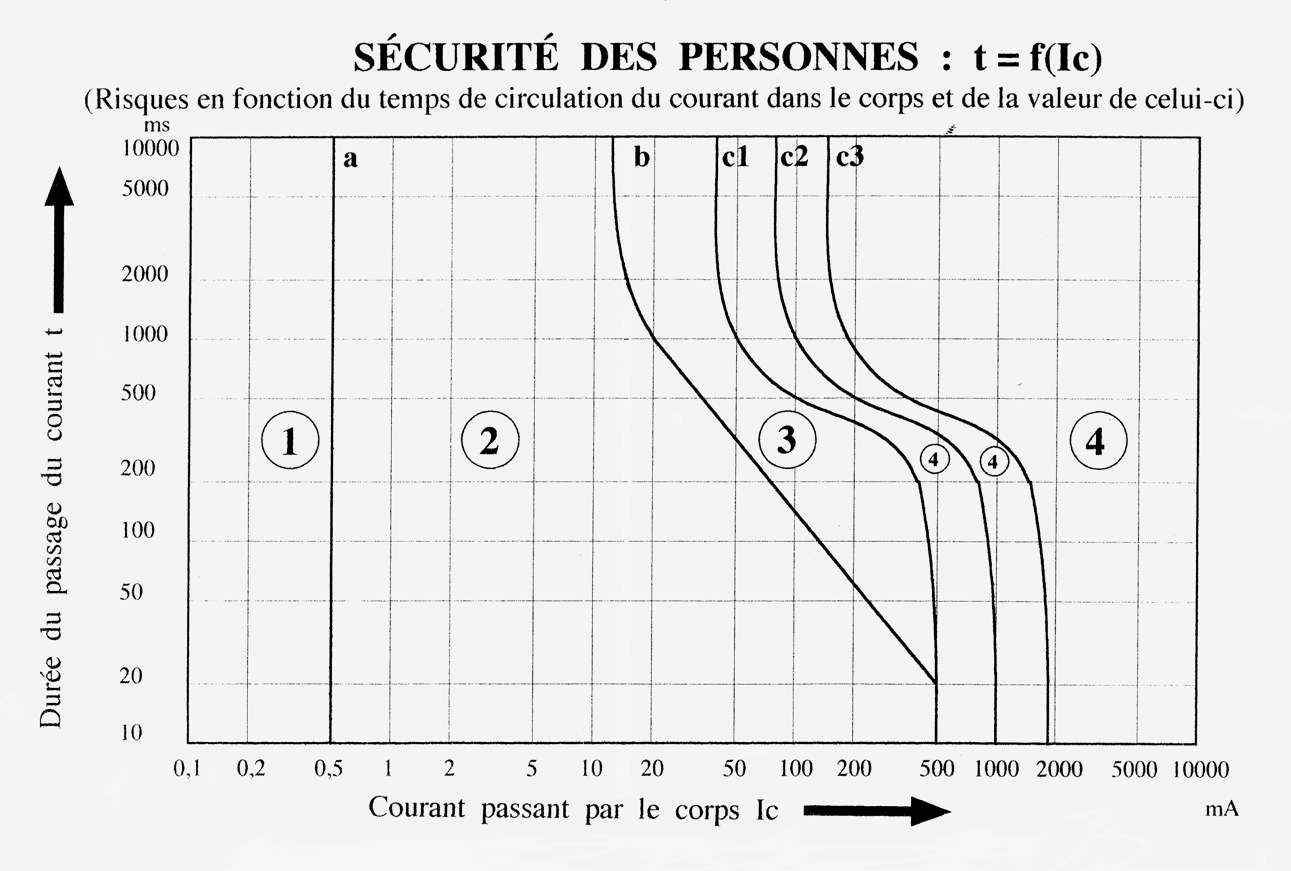 SÉCURITÉ DES PERSONNES : t = f(Ic)
(Risques en fonction du temps de circulation du courant dans le corps et de la valeur de celui-ci)
ms
10000
5000
2000
1000
500
200
100
50
20
10
Durée du passage du courant t
a
b
c1
c2
c3
1
2
3
4
4
4
0,1 0,2 0,5 1 2 5 10 20 50 100 200 500 1000 2000 5000 10000
Courant passant par le corps Ic
mA